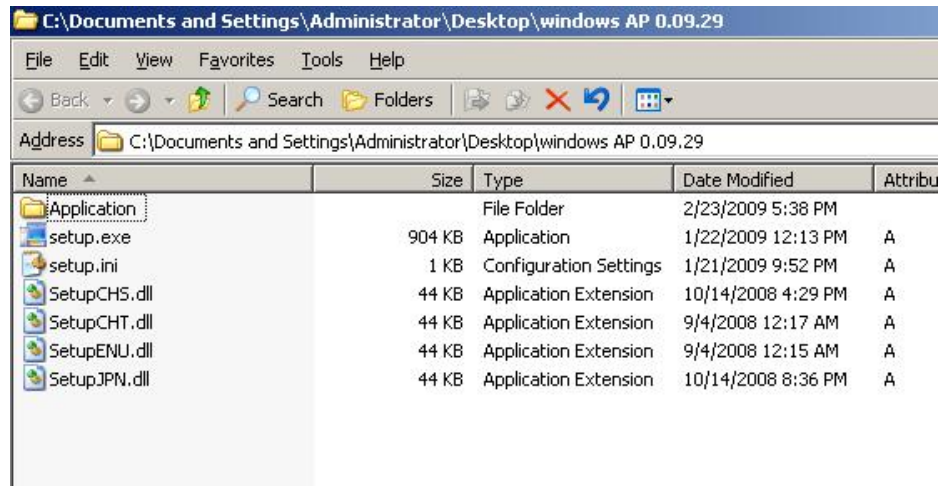 C:\Documents and Settings\Administrator\Desktop\windows AP 0.09.29
File Edit View Favorites Tools Help
Back Search Folders
Address C:\Documents and Settings\Administrator\Desktop\windows AP 0.09.29
Name Size Type Date Modified Attribu
Application File Folder 2/23/2009 5:38 PM
setup.exe 904 KB Application 1/22/2009 12:13 PM A
setup.ini 1 KB Configuration Settings 1/21/2009 9:52 PM A
SetupCHS.dll 44 KB Application Extension 10/14/2008 4:29 PM A
SetupCHT.dll 44 KB Application Extension 9/4/2008 12:17 AM A
SetupENU.dll 44 KB Application Extension 9/4/2008 12:15 AM A
SetupJPN.dll 44 KB Application Extension 10/14/2008 8:36 PM A